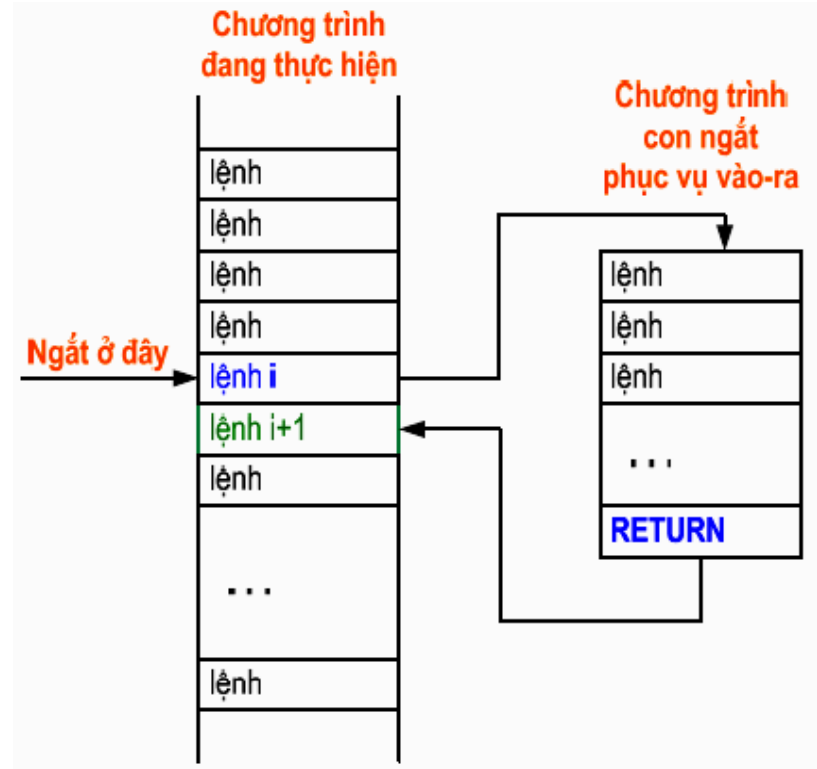 Chương trình
đang thực hiện
lệnh
lệnh
lệnh
lệnh
Ngắt ở đây
lệnh i
lệnh i+1
lệnh
...
lệnh
Chương trình
con ngắt
phục vụ vào-ra
lệnh
lệnh
lệnh
...
RETURN